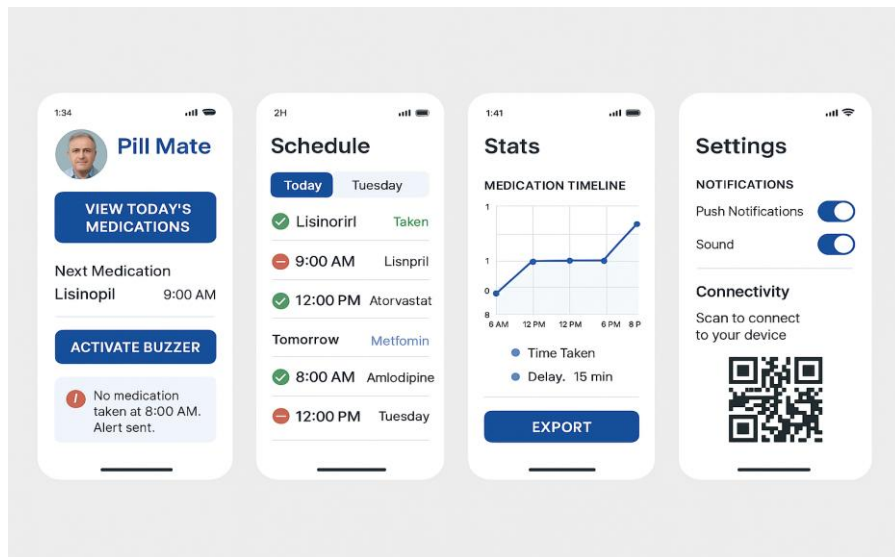 1:34
Pill Mate
VIEW TODAY'S
MEDICATIONS
Next Medication
Lisinopil 9:00 AM
ACTIVATE BUZZER
No medication
taken at 8:00 AM.
Alert sent.
2H
Schedule
Today Tuesday
Lisinorirl Taken
9:00 AM Lisnpril
12:00 PM Atorvastat
Tomorrow Metfomin
8:00 AM Amlodipine
12:00 PM Tuesday
1:41
Stats
MEDICATION TIMELINE
1
1
0
8
6 AM 12 PM 12 PM 6 PM 8 P
Time Taken
Delay. 15 min
EXPORT
Settings
NOTIFICATIONS
Push Notifications
Sound
Connectivity
Scan to connect
to your device